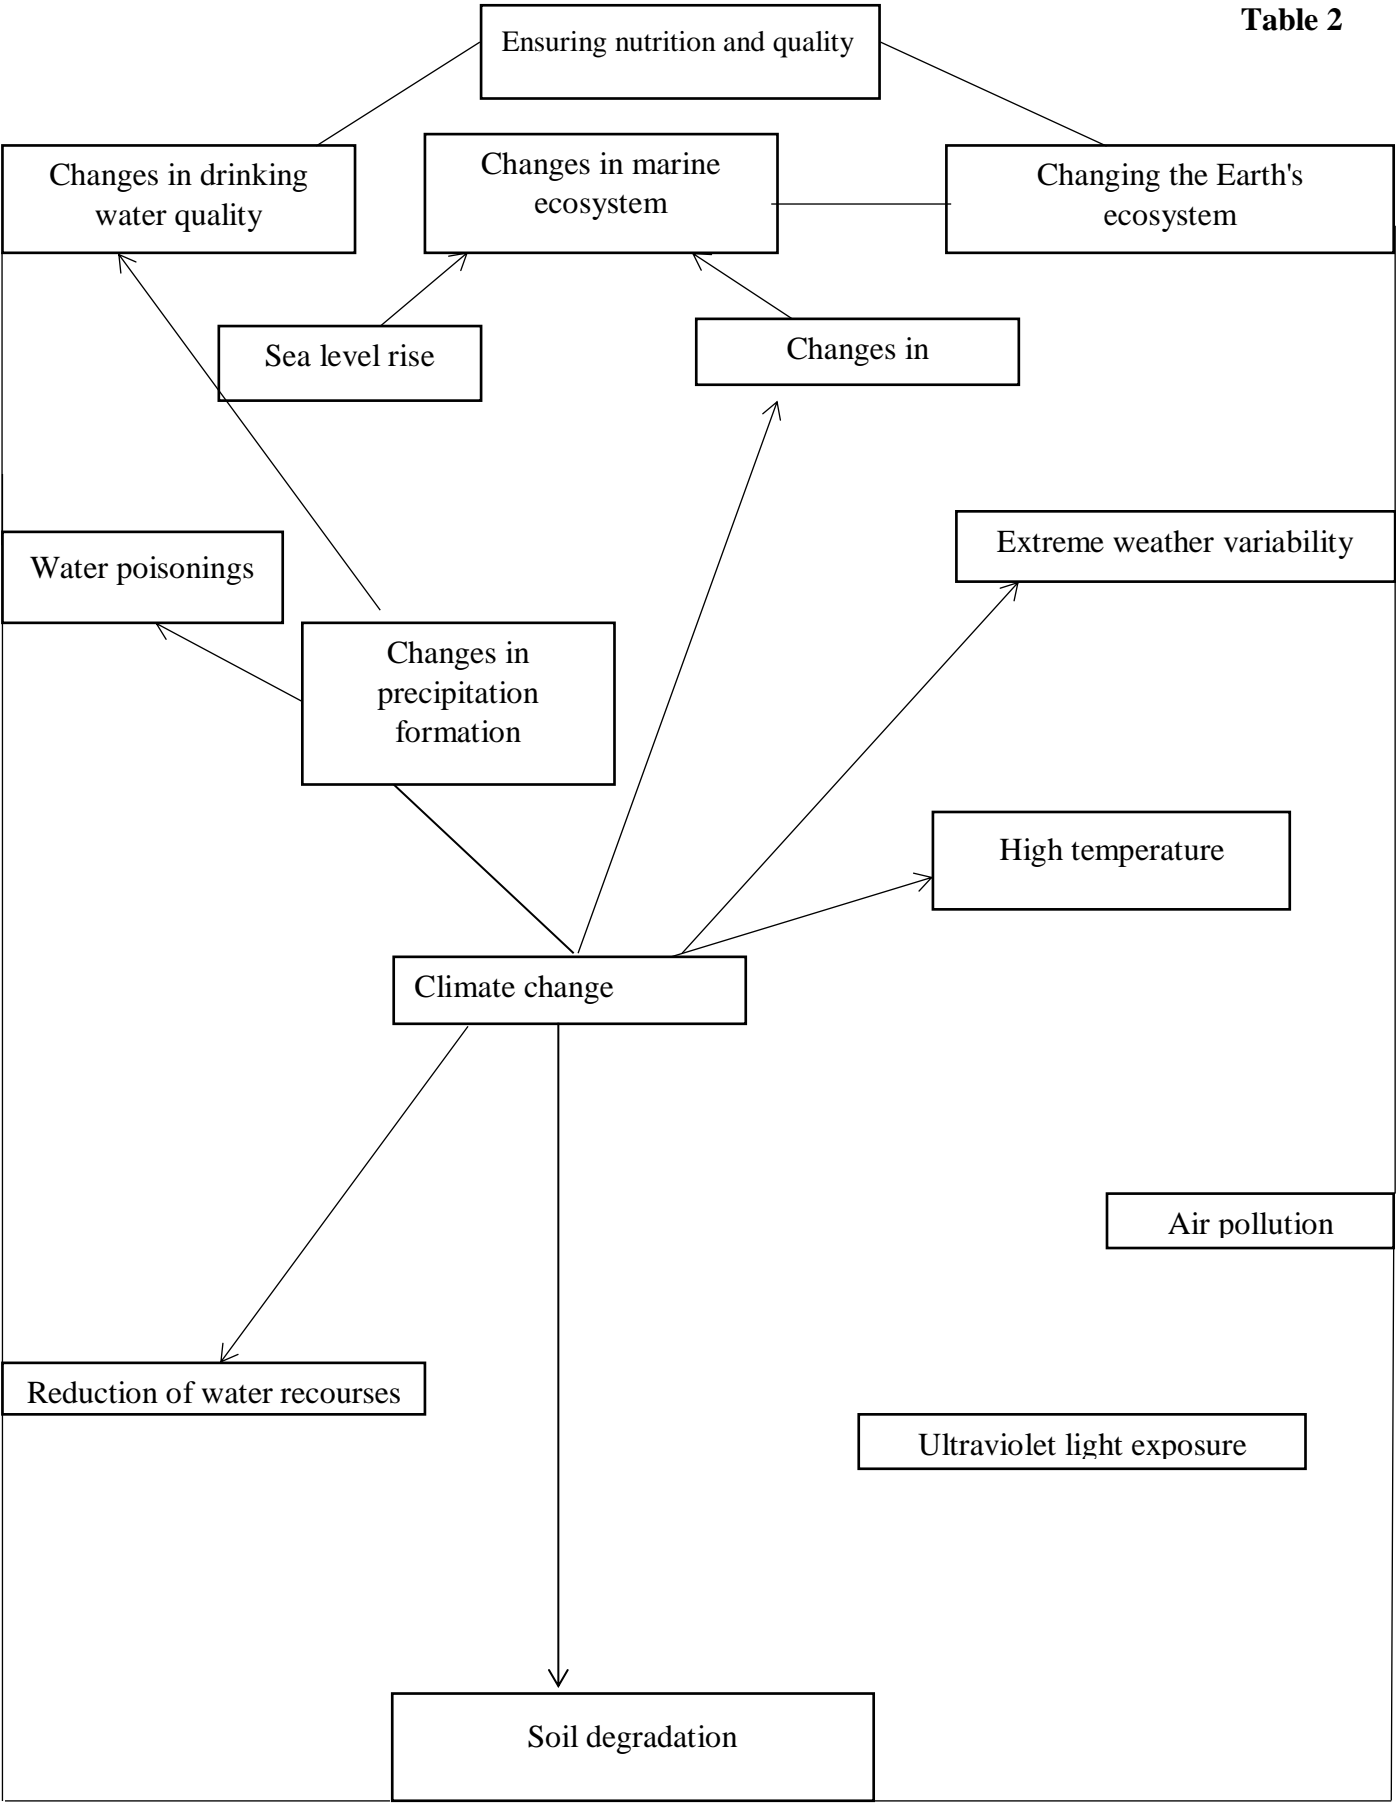 Table 2
Ensuring nutrition and quality
Changes in drinking
water quality
Changes in marine
ecosystem
Changing the Earth's
ecosystem
Sea level rise
Changes in
Extreme weather variability
Water poisonings
Changes in
precipitation
formation
High temperature
Climate change
Air pollution
Reduction of water recourses
Ultraviolet light exposure
Soil degradation